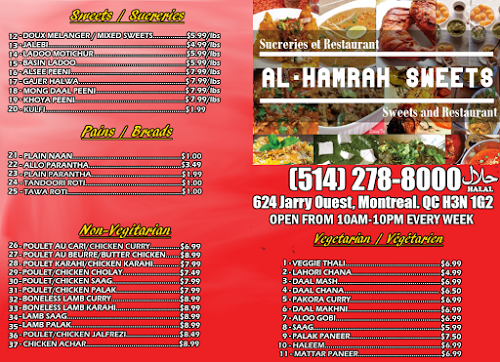 Sweets / Sucreries
12 - DOUX MELANGER / MIXED SWEETS.....$5.99/lbs
13 - JALEBI.....$4.99/lbs
14 - LADOO MOTICHUR.....$5.99/lbs
15 - BASIN LADOO.....$5.99/lbs
16 - ALSEE PEENI.....$7.99/lbs
17 - GAJER HALWA.....$7.99/lbs
18 - MONG DAAL PEENI.....$7.99/lbs
19 - KHOYA PEENI.....$7.99/lbs
20 - KULFI.....$1.99
Pains / Breads
21 - PLAIN NAAN.....$1.00
22 - ALLO PARANTHA.....$3.49
23 - PLAIN PARANTHA.....$1.99
24 - TANDOORI ROTI.....$1.00
25 - TAWA ROTI.....$1.00
Non-Vegitarian
26 - POULET AU CARI/CHICKEN CURRY.....$6.99
27 - POULET AU BEURRE/BUTTER CHICKEN.....$8.99
28 - POULET KARAHI/CHICKEN KARAHI.....$7.99
29 - POULET/CHICKEN CHOLAY.....$7.49
30 - POULET/CHICKEN SAAG.....$7.99
31 - POULET/CHICKEN PALAK.....$7.99
32 - BONELESS LAMB CURRY.....$8.99
33 - BONELESS LAMB KARAHI.....$8.99
34 - LAMB SAAG.....$8.99
35 - LAMB PALAK.....$8.99
36 - POULET/CHICKEN JALFREZI.....$8.49
37 - CHICKEN ACHAR.....$8.99
Sucreries et Restaurant
AL-HAMRAH SWEETS
Sweets and Restaurant
(514) 278-8000 حلال
HALAL
624 Jarry Ouest, Montreal. QC H3N 1G2
OPEN FROM 10AM-10PM EVERY WEEK
Vegetarian / Végétarien
1 - VEGGIE THALI.....$6.99
2 - LAHORI CHANA.....$4.99
3 - DAAL MASH.....$6.99
4 - DAAL CHANA.....$6.50
5 - PAKORA CURRY.....$6.99
6 - DAAL MAKHNI.....$6.99
7 - ALOO GOBI.....$6.99
8 - SAAG.....$5.99
9 - PALAK PANEER.....$7.50
10 - HALEEM.....$6.99
11 - MATTAR PANEER.....$6.99